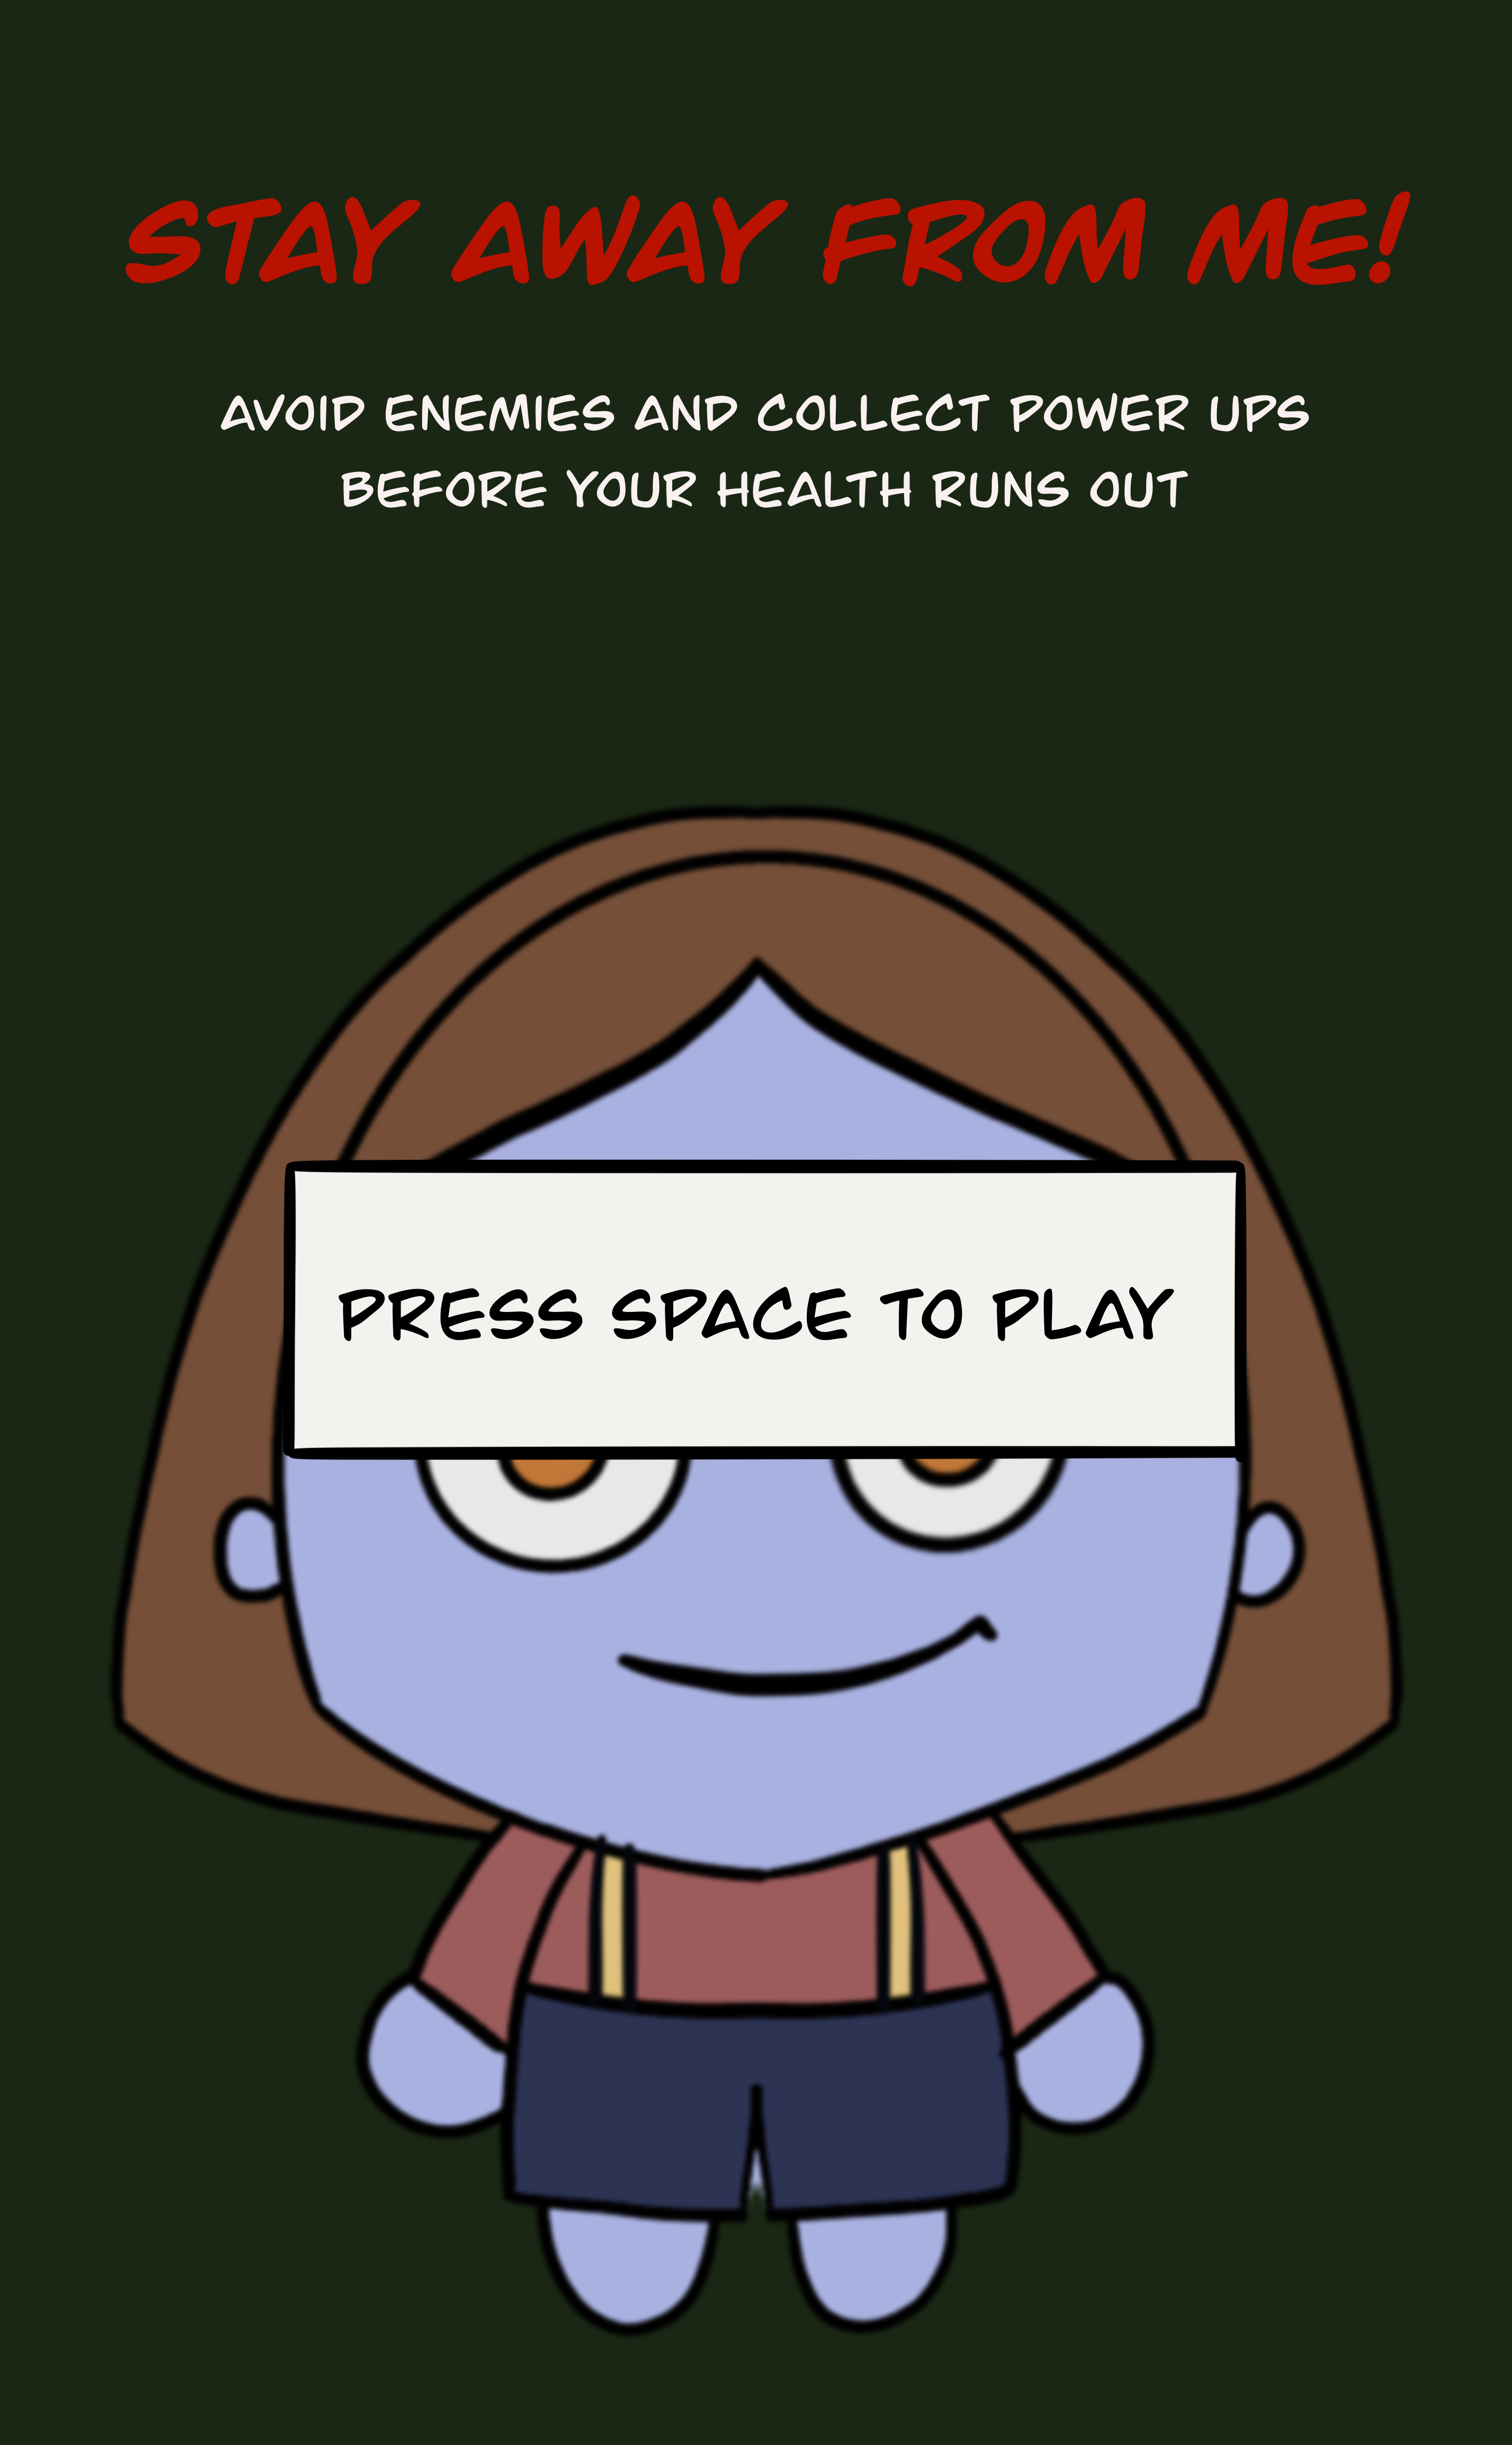 STAY AWAY FROM ME!
AVOID ENEMIES AND COLLECT POWER UPS
BEFORE YOUR HEALTH RUNS OUT
PRESS SPACE TO PLAY